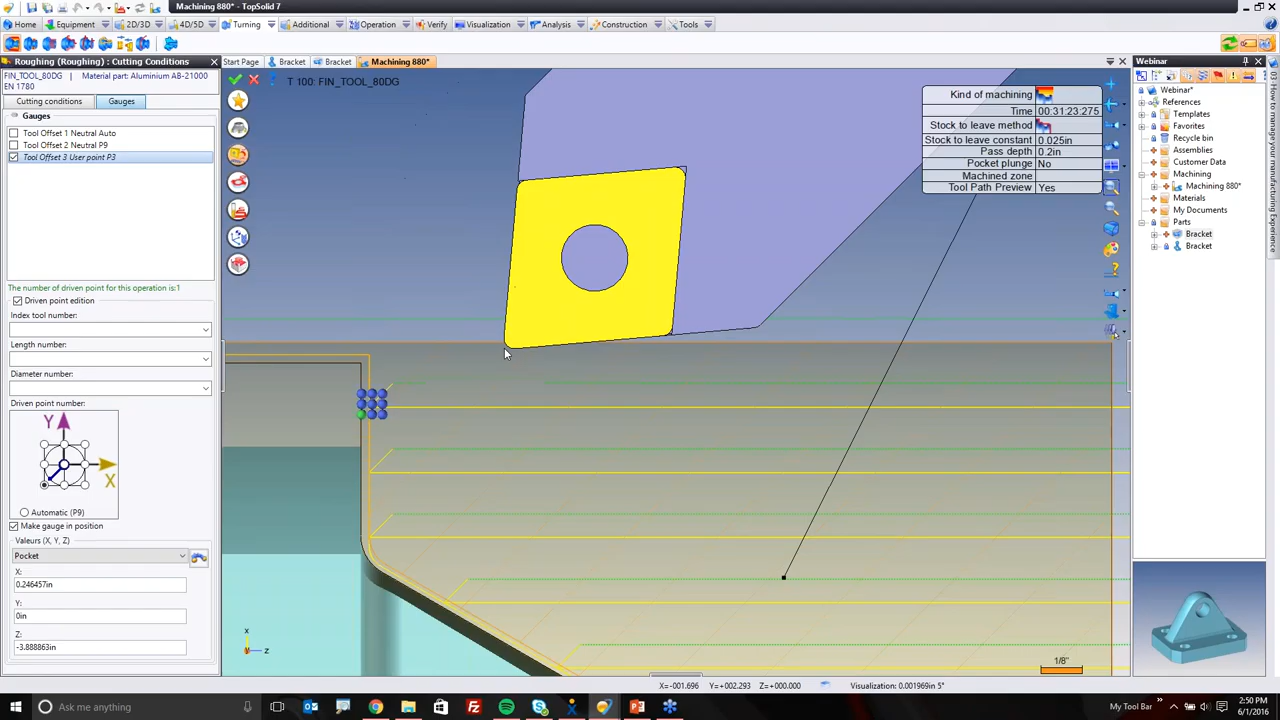 Machining 880* - TopSolid 7
Home
Equipment
2D/3D
4D/5D
Turning
Additional
Operation
Verify
Visualization
Analysis
Construction
Tools
Roughing (Turning) : Cutting Conditions
FIN_TOOL_80DG
Material part: Aluminium AB-21000
EN 1780
Cutting conditions
Gauges
Gauges
Tool Offset 1 Neutral Auto
Tool Offset 2 Neutral P9
Tool Offset 3 User point P3
The number of driven point for this operation is:1
Driven point edition
Index tool number:
Length number:
Diameter number:
Driven point number:
Y
X
Automatic (P9)
Make gauge in position
Valeurs (X, Y, Z)
Pocket
X:
0.246457in
Y:
0in
Z:
-3.888863in
Start Page
Bracket
Bracket
Machining 880*
T 100: FIN_TOOL_80DG
Kind of machining
Time 00:31:23.275
Stock to leave method
Stock to leave constant 0.025in
Pass depth 0.2in
Pocket plunge No
Machined zone
Tool Path Preview Yes
x
z
1/8"
X=-001.696 Y=+002.293 Z=+000.000 Visualization: 0.001969in 5°
Webinar
Webinar*
References
Templates
Favorites
Recycle bin
Assemblies
Customer Data
Machining
Machining 880*
Materials
My Documents
Parts
Bracket
Bracket
Ask me anything
My Tool Bar
2:50 PM
6/1/2016